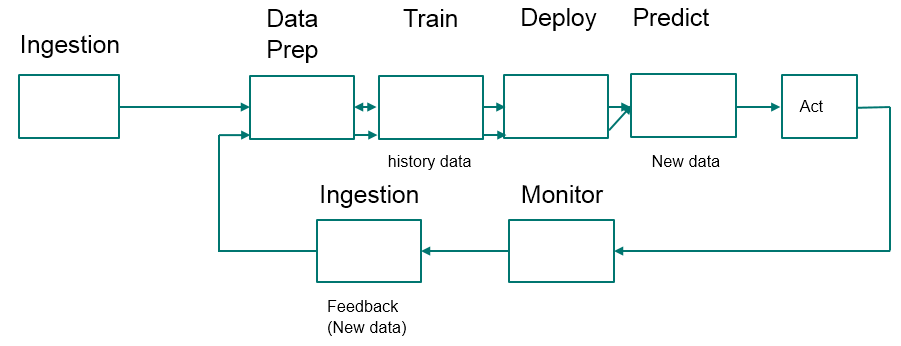 Ingestion
Data
Prep
Train
Deploy
Predict
Act
history data
New data
Ingestion
Monitor
Feedback
(New data)